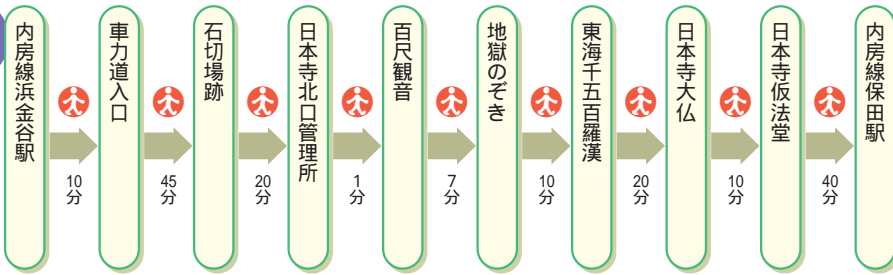 内房線浜金谷駅
10分
車力道入口
45分
石切場跡
20分
日本寺北口管理所
1分
百尺観音
7分
地獄のぞき
10分
東海千五百羅漢
20分
日本寺大仏
10分
日本寺仮法堂
40分
内房線保田駅